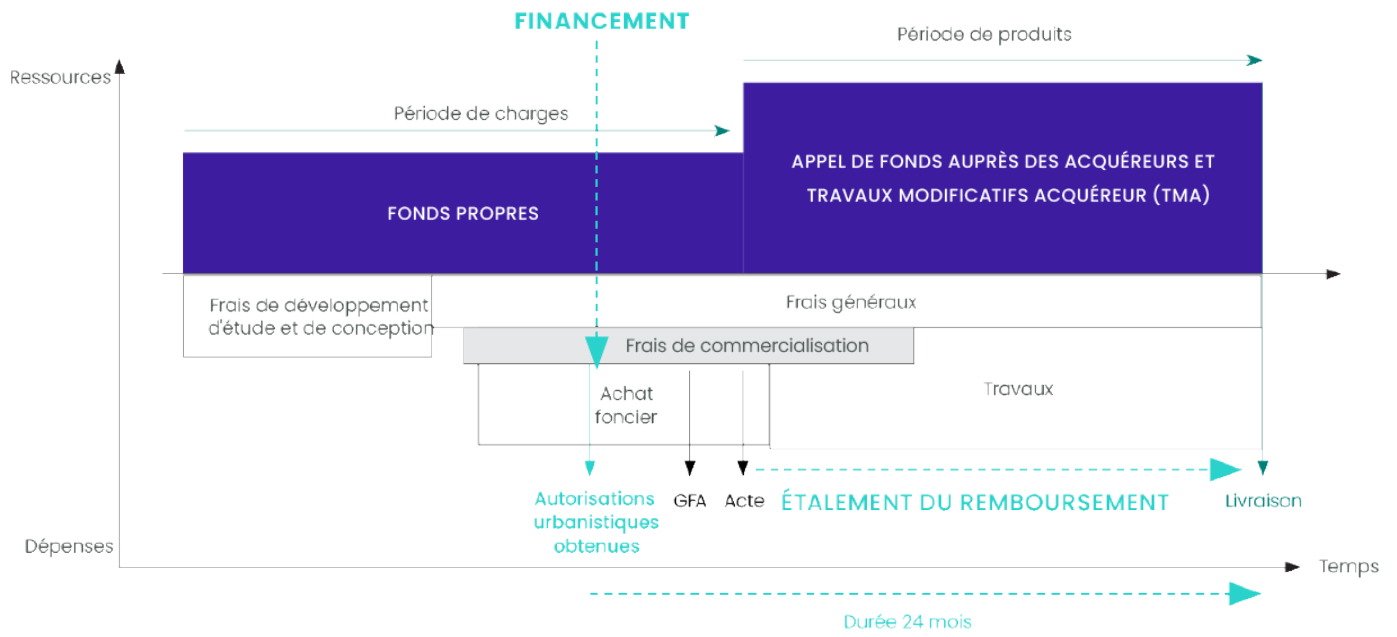 FINANCEMENT
Période de produits
Ressources
Période de charges
APPEL DE FONDS AUPRÈS DES ACQUÉREURS ET
TRAVAUX MODIFICATIFS ACQUÉREUR (TMA)
FONDS PROPRES
Frais de développement
d'étude et de conception
Frais généraux
Frais de commercialisation
Achat
foncier
Travaux
Autorisations
urbanistiques
obtenues
GFA
Acte
ÉTALEMENT DU REMBOURSEMENT
Livraison
Dépenses
Temps
Durée 24 mois